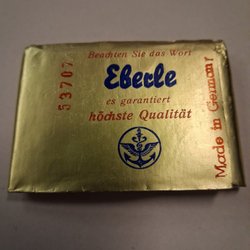 Beachten Sie das Wort
Eberle
es garantiert
höchste Qualität
53707
Made in Germany